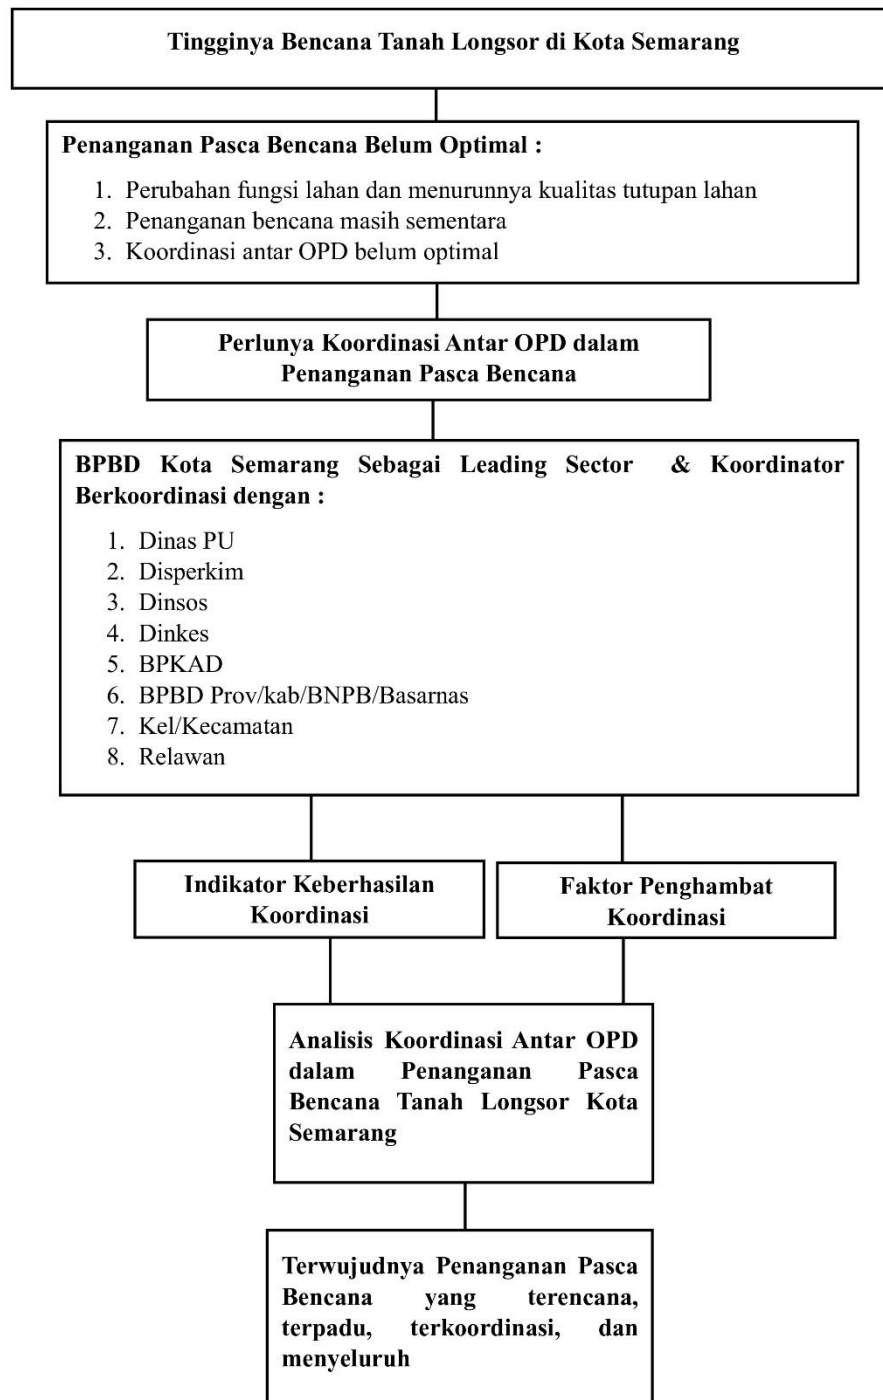 Tingginya Bencana Tanah Longsor di Kota Semarang
Penanganan Pasca Bencana Belum Optimal :
1. Perubahan fungsi lahan dan menurunnya kualitas tutupan lahan
2. Penanganan bencana masih sementara
3. Koordinasi antar OPD belum optimal
Perlunya Koordinasi Antar OPD dalam
Penanganan Pasca Bencana
BPBD Kota Semarang Sebagai Leading Sector & Koordinator
Berkoordinasi dengan :
1. Dinas PU
2. Disperkim
3. Dinsos
4. Dinkes
5. BPKAD
6. BPBD Prov/kab/BNPB/Basarnas
7. Kel/Kecamatan
8. Relawan
Indikator Keberhasilan
Koordinasi
Faktor Penghambat
Koordinasi
Analisis Koordinasi Antar OPD
dalam Penanganan Pasca
Bencana Tanah Longsor Kota
Semarang
Terwujudnya Penanganan Pasca
Bencana yang terencana,
terpadu, terkoordinasi, dan
menyeluruh